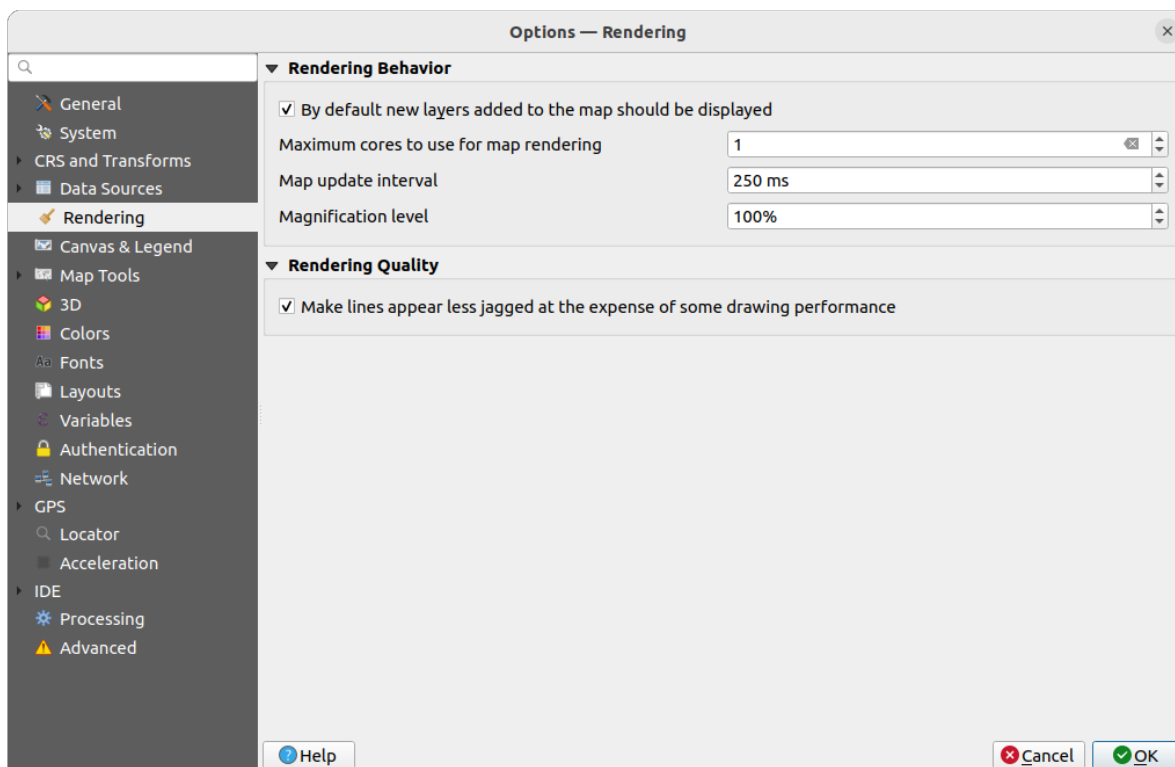 Options — Rendering
General
System
CRS and Transforms
Data Sources
Rendering
Canvas & Legend
Map Tools
3D
Colors
Aa Fonts
Layouts
ε Variables
Authentication
Network
GPS
Locator
Acceleration
IDE
Processing
Advanced
Rendering Behavior
By default new layers added to the map should be displayed
Maximum cores to use for map rendering 1
Map update interval 250 ms
Magnification level 100%
Rendering Quality
Make lines appear less jagged at the expense of some drawing performance
? Help Cancel OK